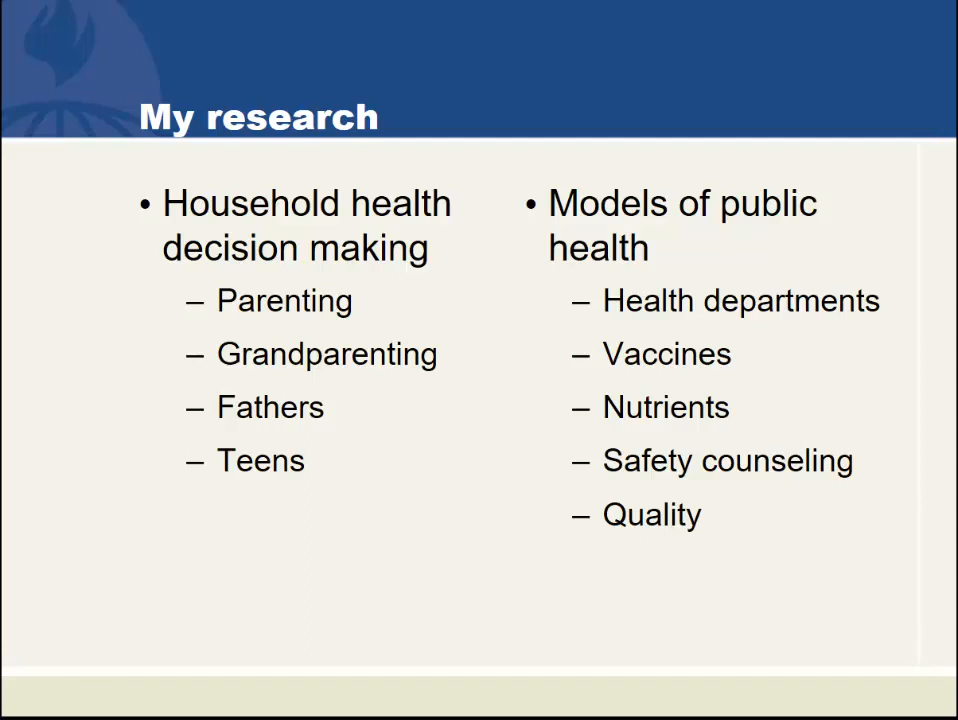 My research
• Household health
decision making
– Parenting
– Grandparenting
– Fathers
– Teens
• Models of public
health
– Health departments
– Vaccines
– Nutrients
– Safety counseling
– Quality